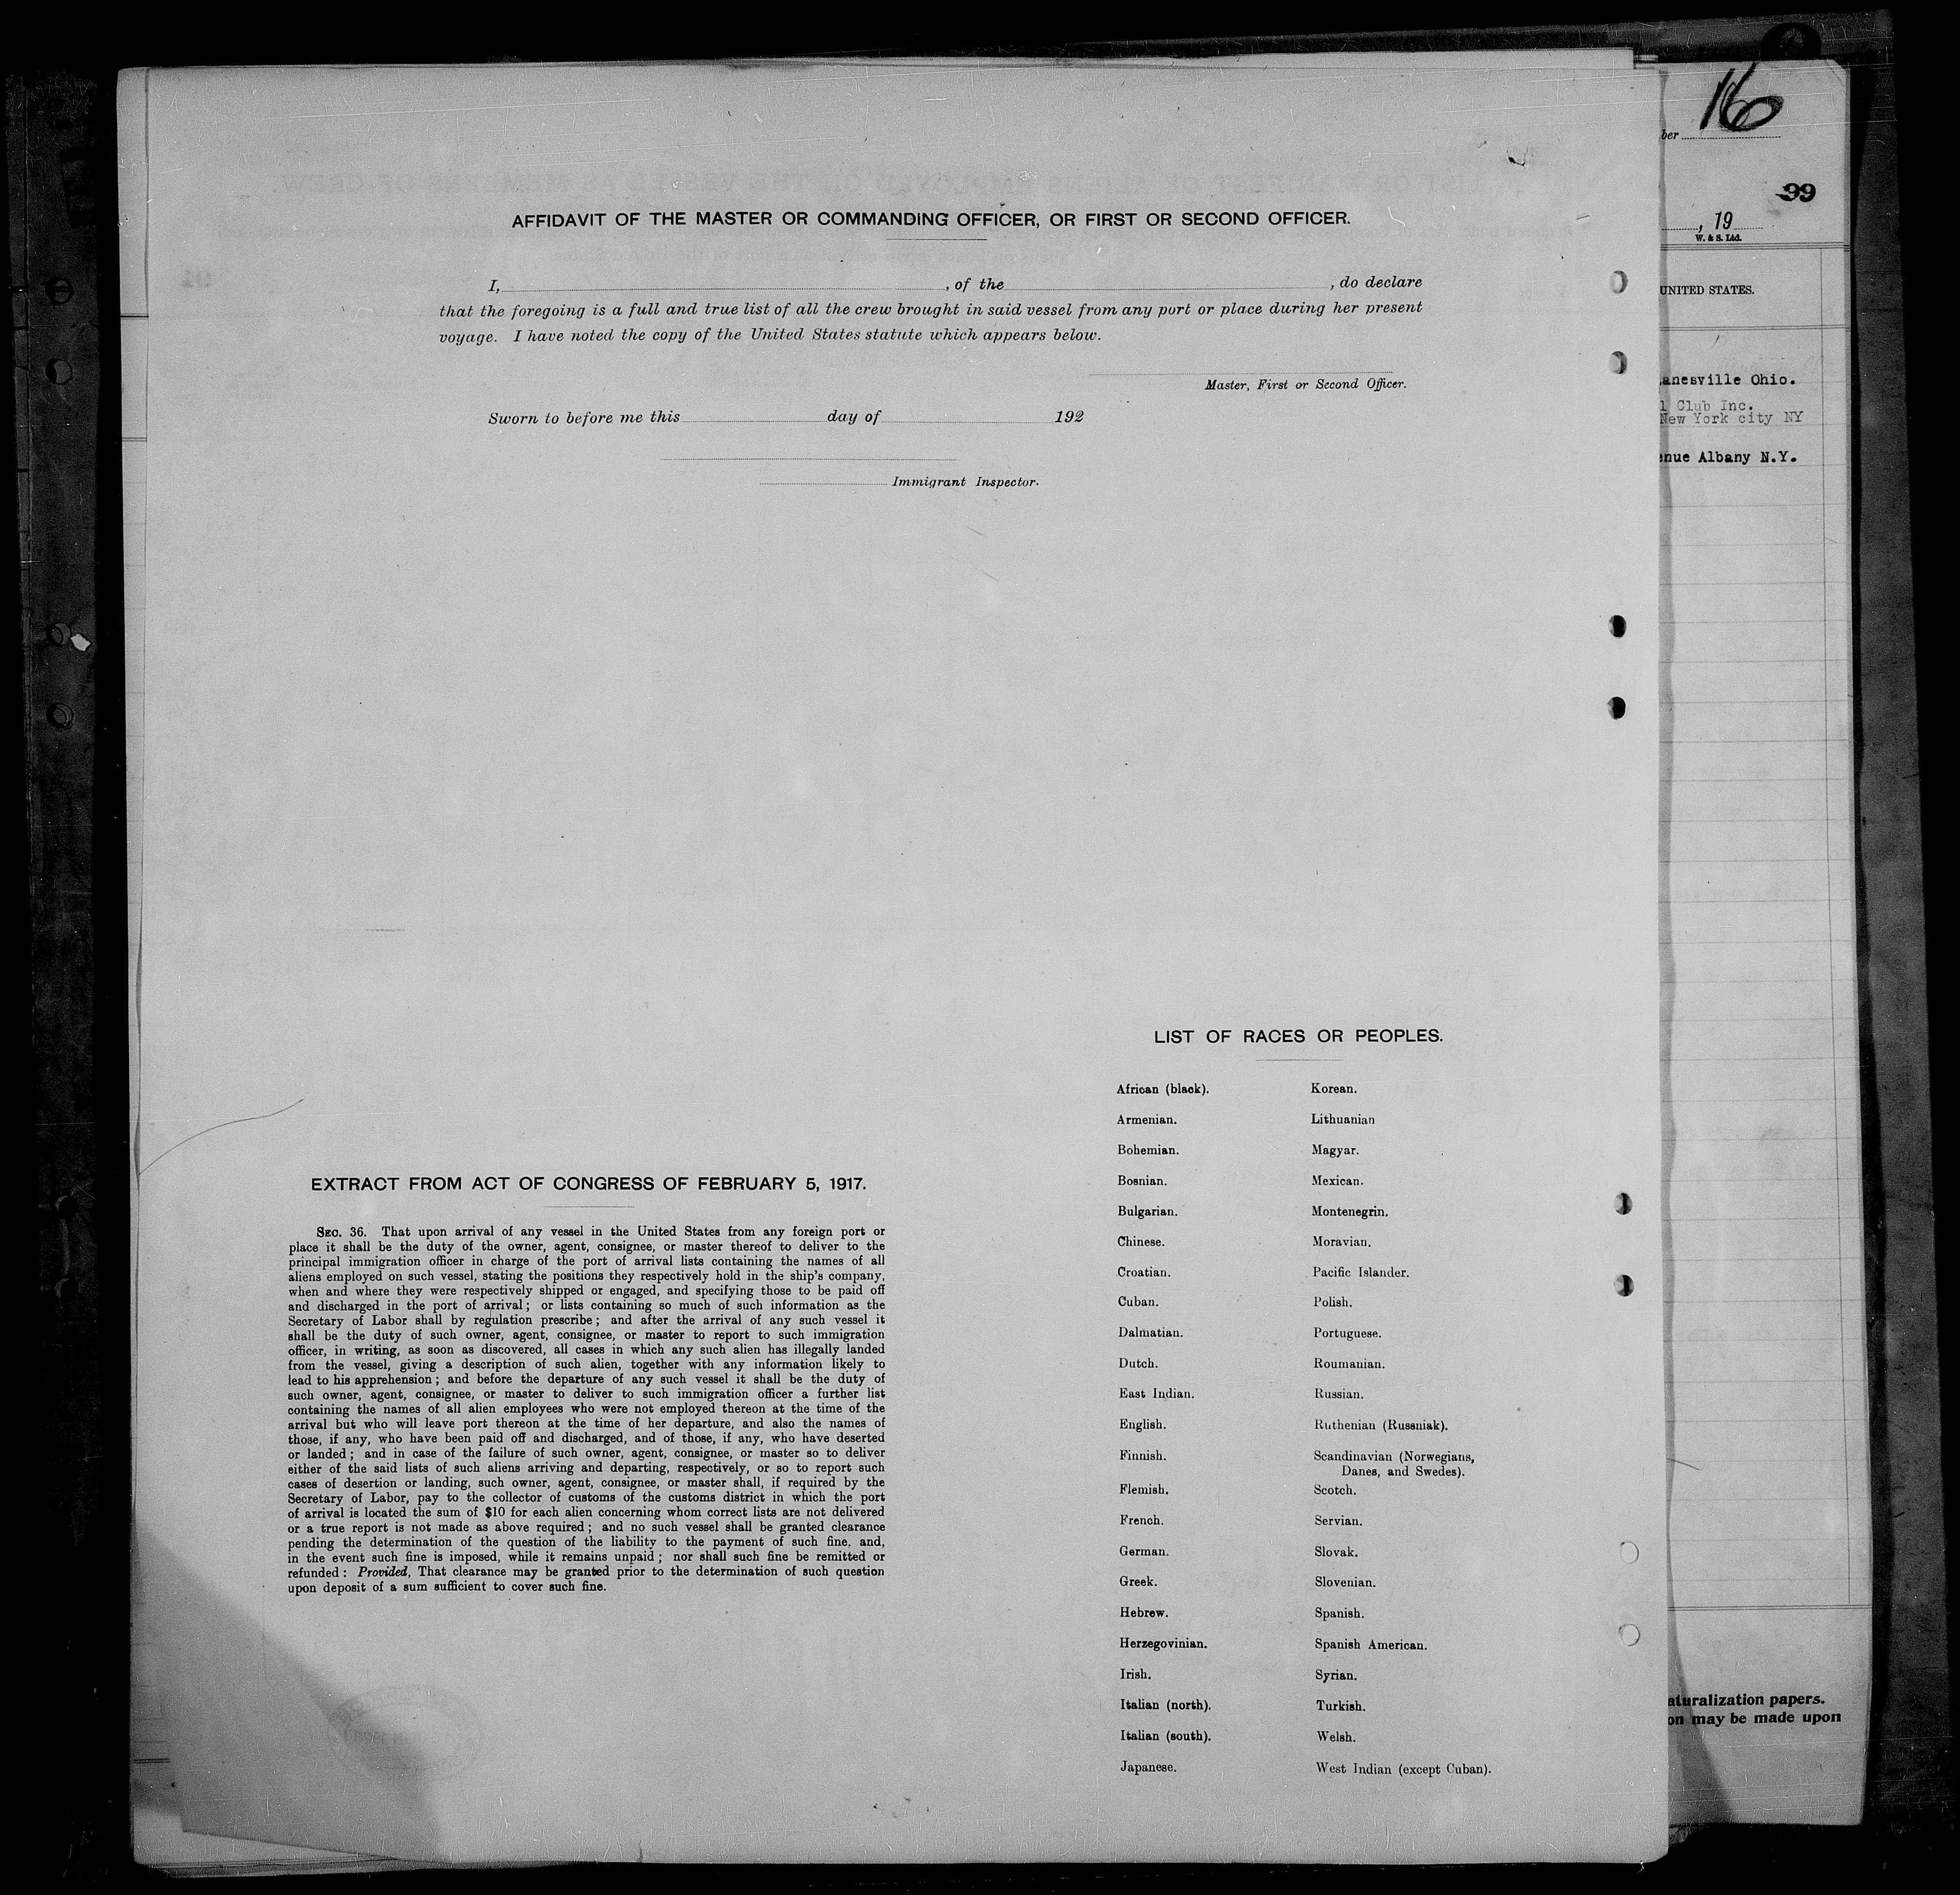 AFFIDAVIT OF THE MASTER OR COMMANDING OFFICER, OR FIRST OR SECOND OFFICER.
I, , of the , do declare
that the foregoing is a full and true list of all the crew brought in said vessel from any port or place during her present
voyage. I have noted the copy of the United States statute which appears below.
Master, First or Second Officer.
Sworn to before me this day of 192
Immigrant Inspector.
EXTRACT FROM ACT OF CONGRESS OF FEBRUARY 5, 1917.
SEC. 36. That upon arrival of any vessel in the United States from any foreign port or
place it shall be the duty of the owner, agent, consignee, or master thereof to deliver to the
principal immigration officer in charge of the port of arrival lists containing the names of all
aliens employed on such vessel, stating the positions they respectively hold in the ship's company,
when and where they were respectively shipped or engaged, and specifying those to be paid off
and discharged in the port of arrival; or lists containing so much of such information as the
Secretary of Labor shall by regulation prescribe; and after the arrival of any such vessel it
shall be the duty of such owner, agent, consignee, or master to report to such immigration
officer, in writing, as soon as discovered, all cases in which any such alien has illegally landed
from the vessel, giving a description of such alien, together with any information likely to
lead to his apprehension; and before the departure of any such vessel it shall be the duty of
such owner, agent, consignee, or master to deliver to such immigration officer a further list
containing the names of all alien employees who were not employed thereon at the time of the
arrival but who will leave port thereon at the time of her departure, and also the names of
those, if any, who have been paid off and discharged, and of those, if any, who have deserted
or landed; and in case of the failure of such owner, agent, consignee, or master so to deliver
either of the said lists of such aliens arriving and departing, respectively, or so to report such
cases of desertion or landing, such owner, agent, consignee, or master shall, if required by the
Secretary of Labor, pay to the collector of customs of the customs district in which the port
of arrival is located the sum of $10 for each alien concerning whom correct lists are not delivered
or a true report is not made as above required; and no such vessel shall be granted clearance
pending the determination of the question of the liability to the payment of such fine, and,
in the event such fine is imposed, while it remains unpaid; nor shall such fine be remitted or
refunded: Provided, That clearance may be granted prior to the determination of such question
upon deposit of a sum sufficient to cover such fine.
LIST OF RACES OR PEOPLES.
African (black).
Armenian.
Bohemian.
Bosnian.
Bulgarian.
Chinese.
Croatian.
Cuban.
Dalmatian.
Dutch.
East Indian.
English.
Finnish.
Flemish.
French.
German.
Greek.
Hebrew.
Herzegovinian.
Irish.
Italian (north).
Italian (south).
Japanese.
Korean.
Lithuanian
Magyar.
Mexican.
Montenegrin.
Moravian.
Pacific Islander.
Polish.
Portuguese.
Roumanian.
Russian.
Ruthenian (Russniak).
Scandinavian (Norwegians,
Danes, and Swedes).
Scotch.
Servian.
Slovak.
Slovenian.
Spanish.
Spanish American.
Syrian.
Turkish.
Welsh.
West Indian (except Cuban).
ber 16
99
, 19
W. & S. Ltd.
UNITED STATES.
anesville Ohio.
l Club Inc.
New York city NY
enue Albany N.Y.
aturalization papers.
on may be made upon